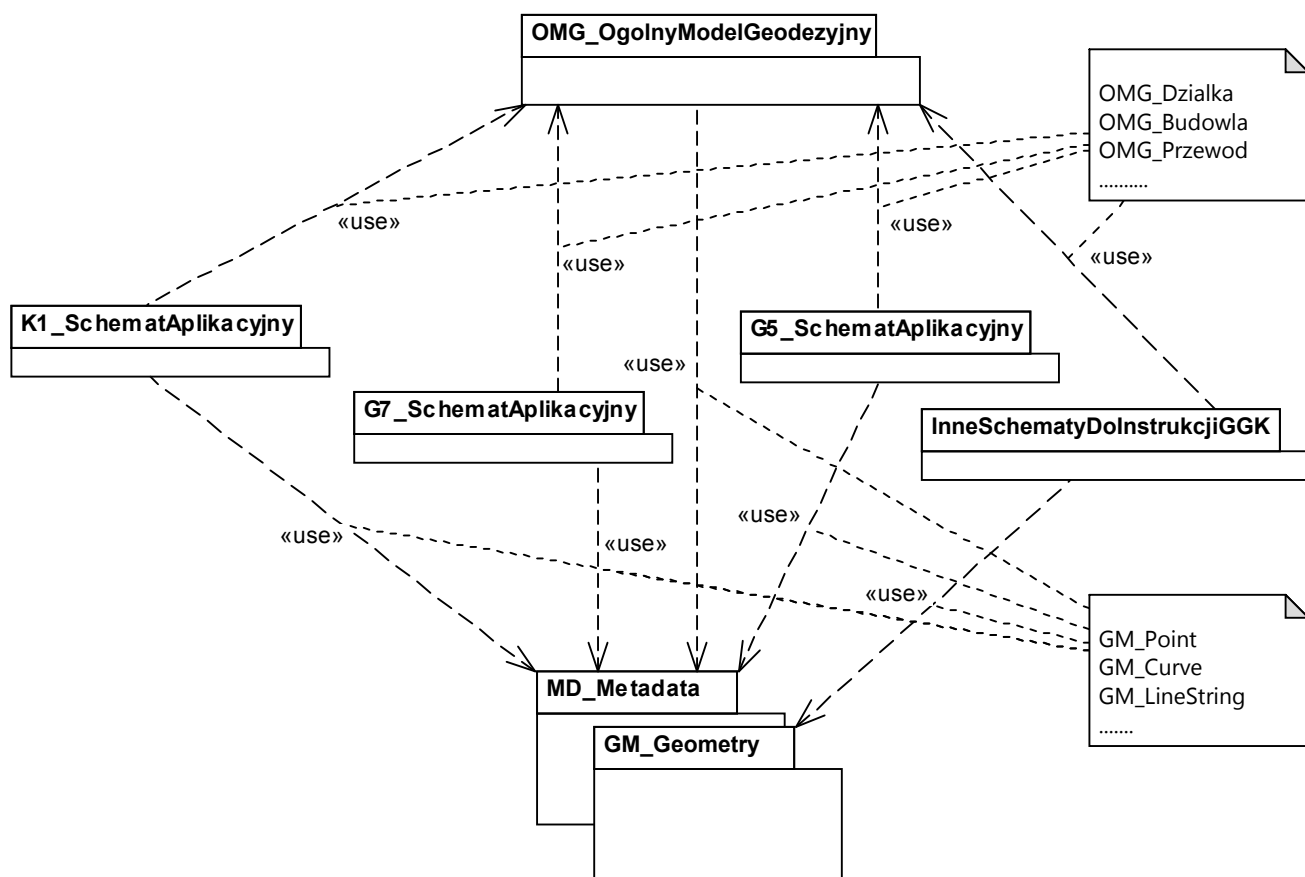 OMG_OgolnyModelGeodezyjny
OMG_Dzialka
OMG_Budowla
OMG_Przewod
..........
«use»
«use»
«use»
«use»
K1_SchematAplikacyjny
G5_SchematAplikacyjny
«use»
G7_SchematAplikacyjny
InneSchematyDoInstrukcjiGGK
«use»
«use»
«use»
«use»
GM_Point
GM_Curve
GM_LineString
.......
MD_Metadata
GM_Geometry